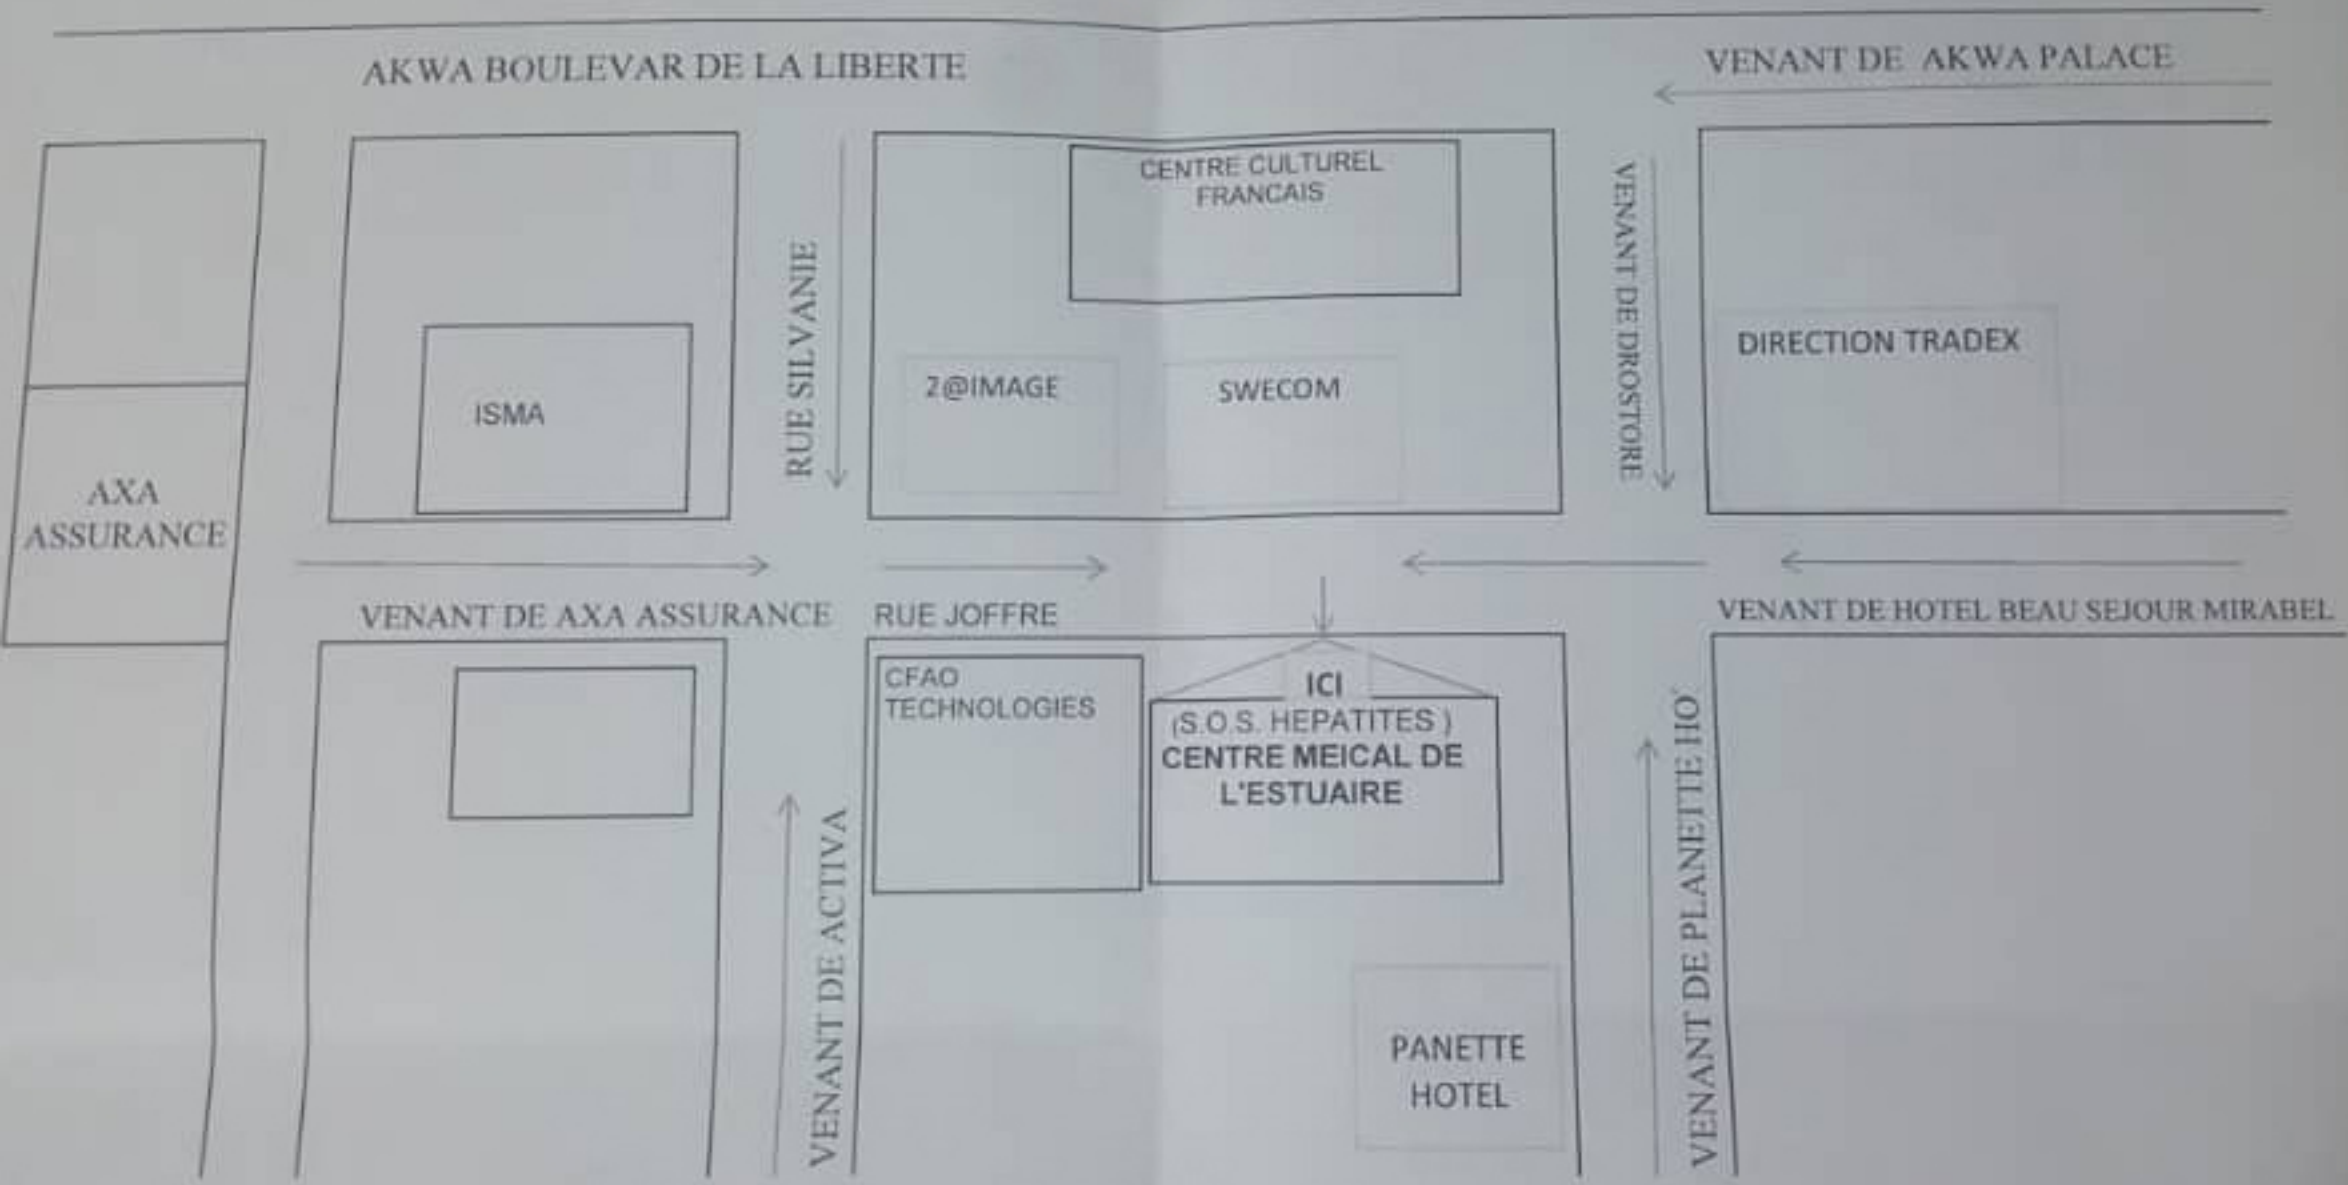 AKWA BOULEVAR DE LA LIBERTE
VENANT DE AKWA PALACE
CENTRE CULTUREL
FRANCAIS
VENANT DE DROSTORE
RUE SILVANIE
DIRECTION TRADEX
2@IMAGE
SWECOM
ISMA
AXA
ASSURANCE
VENANT DE AXA ASSURANCE
RUE JOFFRE
VENANT DE HOTEL BEAU SEJOUR MIRABEL
CFAO
TECHNOLOGIES
ICI
(S.O.S. HEPATITES )
CENTRE MEICAL DE
L'ESTUAIRE
VENANT DE ACTIVA
VENANT DE PLANETTE HO
PANETTE
HOTEL